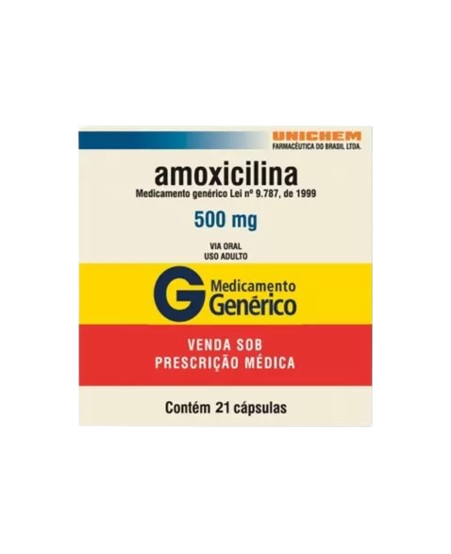 UNICHEM
FARMACÊUTICA DO BRASIL LTDA.
amoxicilina
Medicamento genérico Lei nº 9.787, de 1999
500 mg
VIA ORAL
USO ADULTO
G Medicamento
Genérico
VENDA SOB
PRESCRIÇÃO MÉDICA
Contém 21 cápsulas